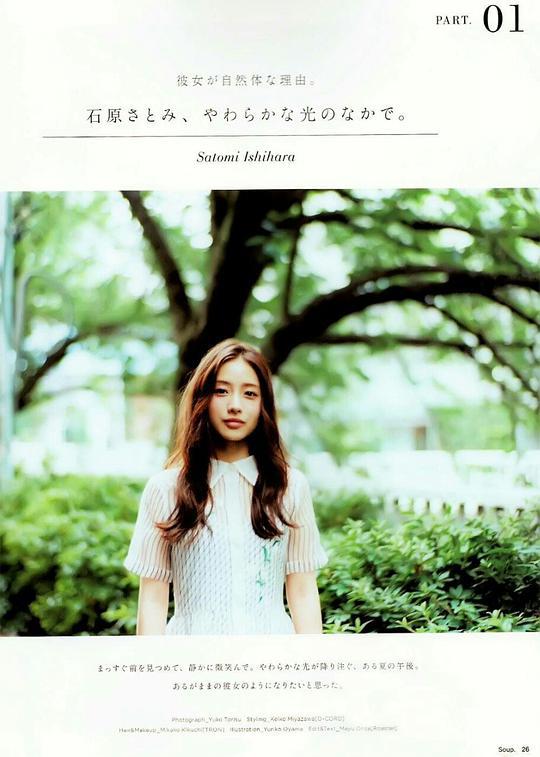 PART. 01
彼女が自然体な理由。
石原さとみ、やわらかな光のなかで。
Satomi Ishihara
まっすぐ前を見つめて、静かに微笑んで。やわらかな光が降り注ぐ、ある夏の午後。
あるがままの彼女のようになりたいと思った。
Photograph_Yuko Torisu Styling_Keiko Miyazawa[D-CORD]
Hair&Makeup_Mikako Kikuchi[TRON] Illustration_Yuriko Oyama Edit&Text_Mayu
Soup. 26